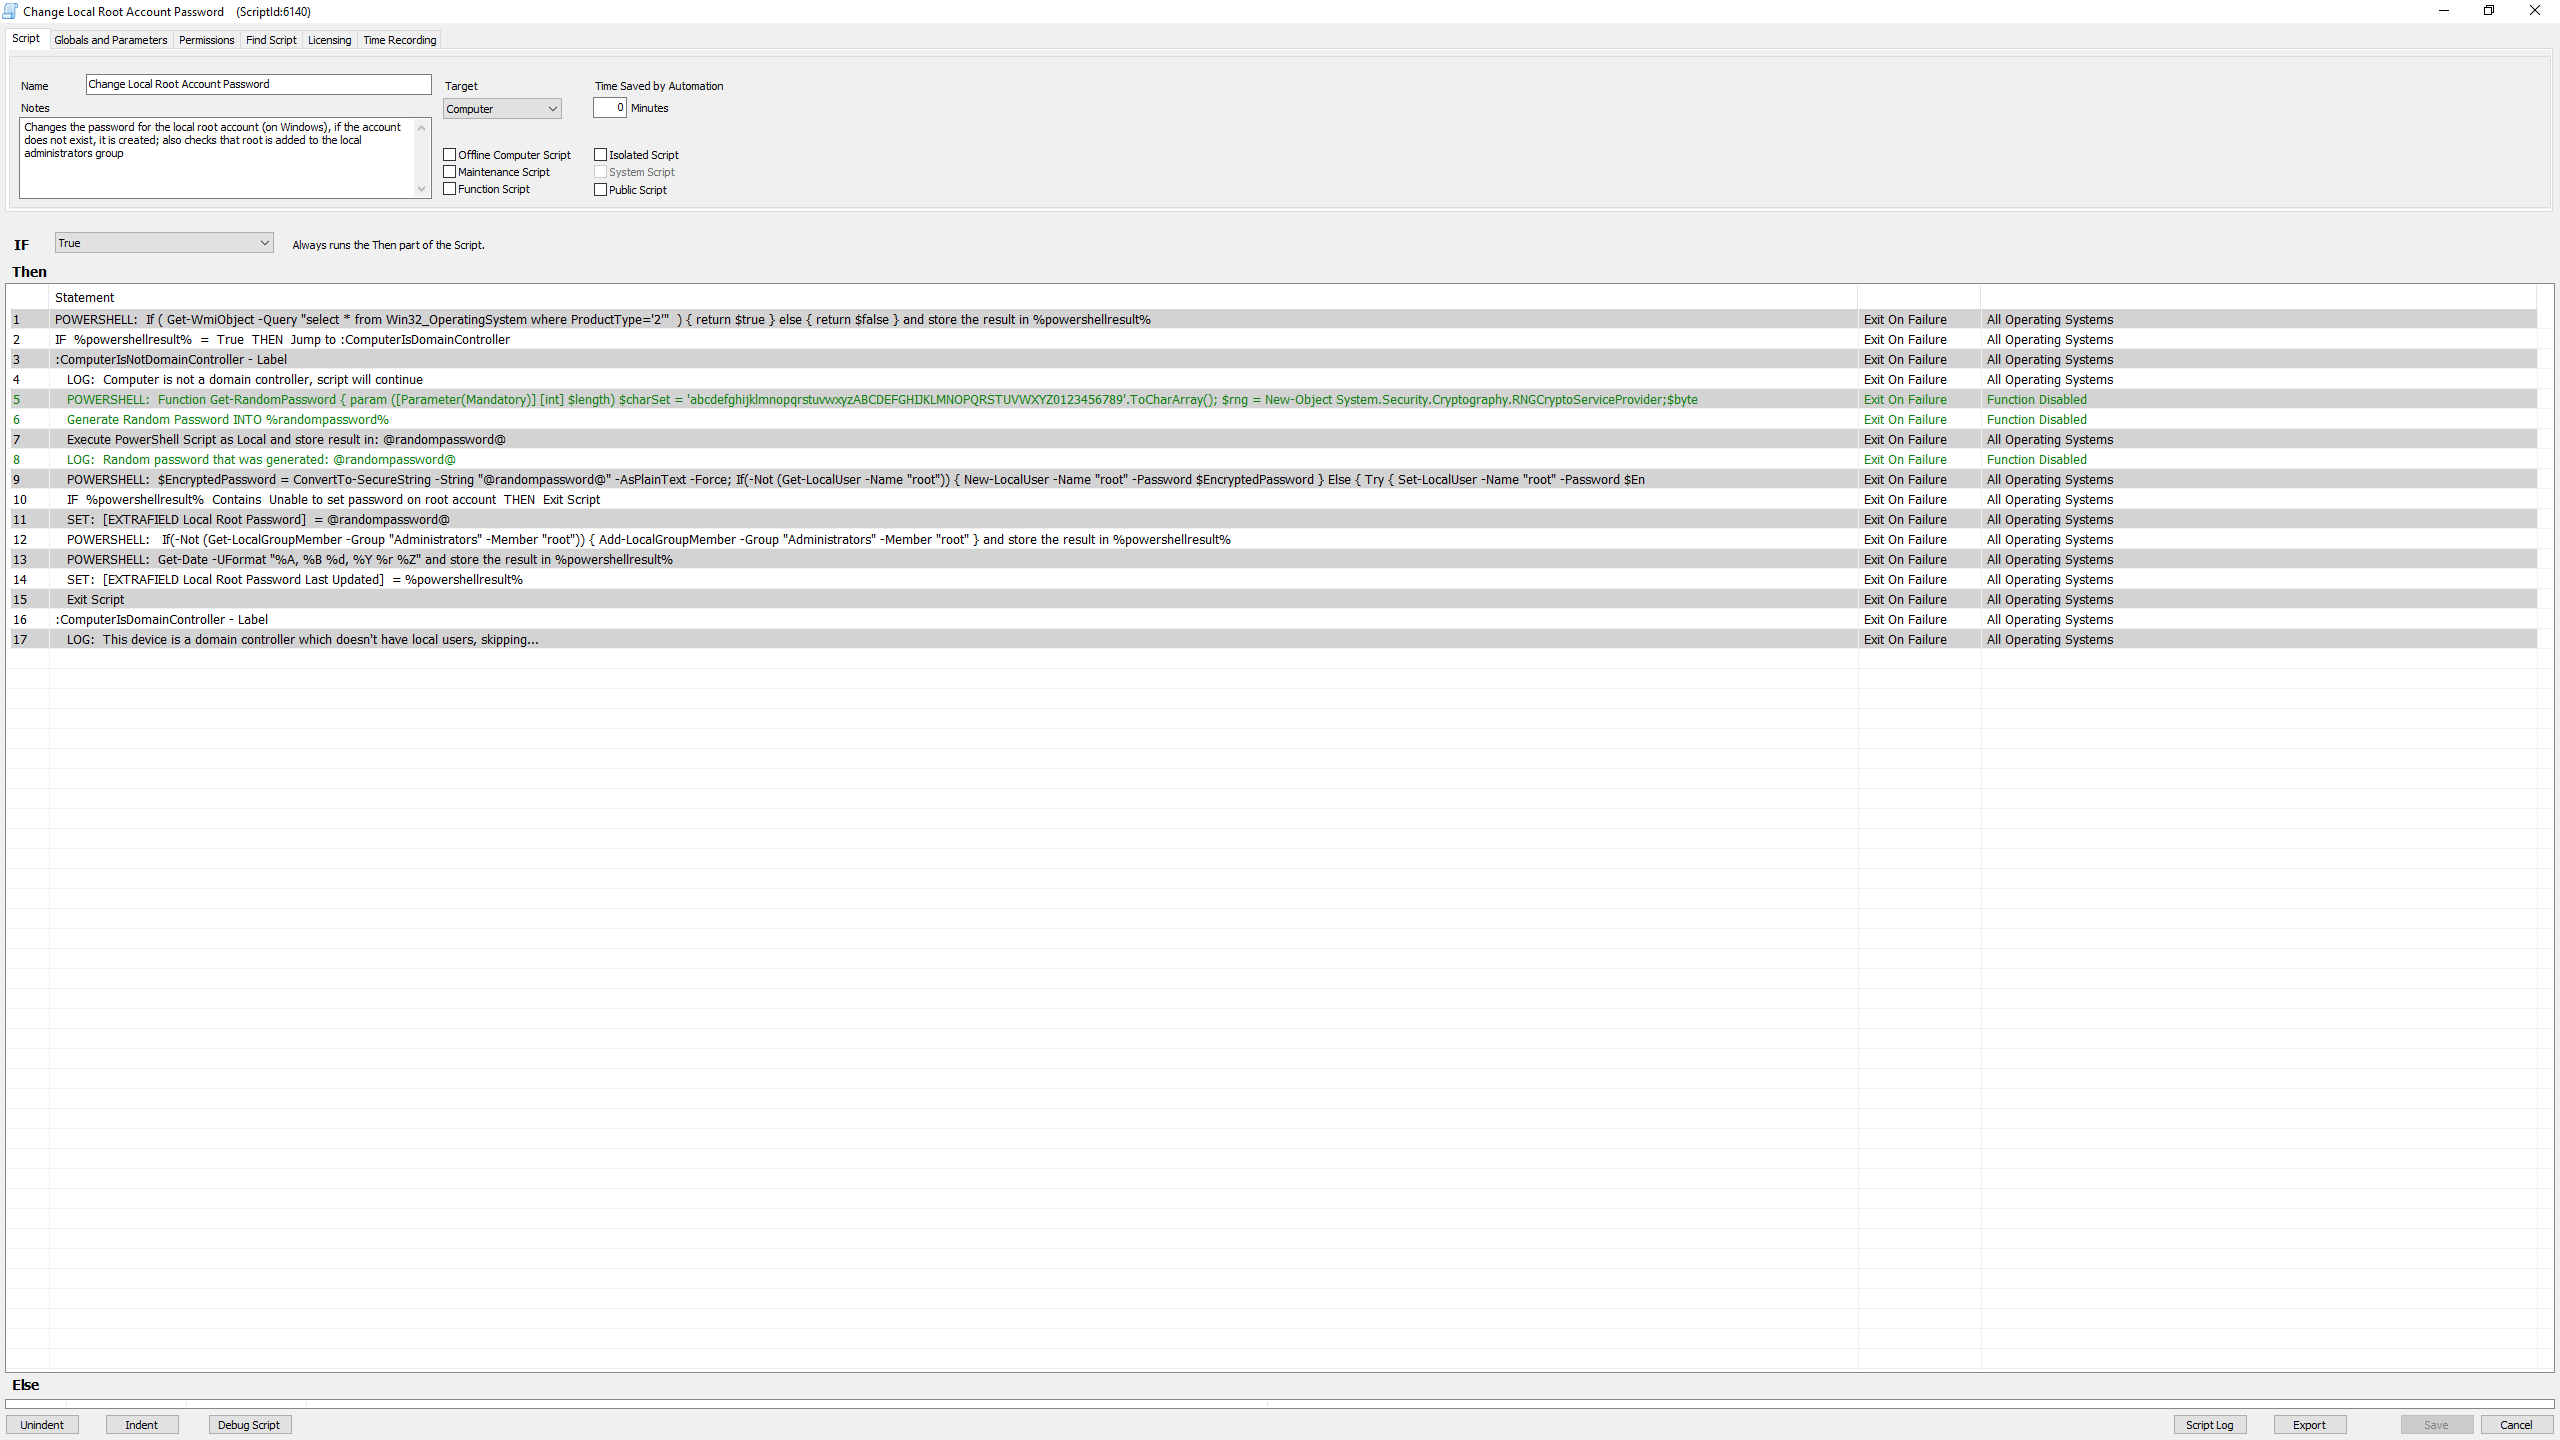 Change Local Root Account Password (ScriptId:6140)
Script Globals and Parameters Permissions Find Script Licensing Time Recording
Name Change Local Root Account Password Target Time Saved by Automation
Notes Computer 0 Minutes
Changes the password for the local root account (on Windows), if the account
does not exist, it is created; also checks that root is added to the local
administrators group
Offline Computer Script Isolated Script
Maintenance Script System Script
Function Script Public Script
IF True Always runs the Then part of the Script.
Then
Statement
1 POWERSHELL: If ( Get-WmiObject -Query "select * from Win32_OperatingSystem where ProductType='2'" ) { return $true } else { return $false } and store the result in %powershellresult% Exit On Failure All Operating Systems
2 IF %powershellresult% = True THEN Jump to :ComputerIsDomainController Exit On Failure All Operating Systems
3 :ComputerIsNotDomainController - Label Exit On Failure All Operating Systems
4 LOG: Computer is not a domain controller, script will continue Exit On Failure All Operating Systems
5 POWERSHELL: Function Get-RandomPassword { param ([Parameter(Mandatory)] [int] $length) $charSet = 'abcdefghijklmnopqrstuvwxyzABCDEFGHIJKLMNOPQRSTUVWXYZ0123456789'.ToCharArray(); $rng = New-Object System.Security.Cryptography.RNGCryptoServiceProvider;$byte Exit On Failure Function Disabled
6 Generate Random Password INTO %randompassword% Exit On Failure Function Disabled
7 Execute PowerShell Script as Local and store result in: @randompassword@ Exit On Failure All Operating Systems
8 LOG: Random password that was generated: @randompassword@ Exit On Failure Function Disabled
9 POWERSHELL: $EncryptedPassword = ConvertTo-SecureString -String "@randompassword@" -AsPlainText -Force; If(-Not (Get-LocalUser -Name "root")) { New-LocalUser -Name "root" -Password $EncryptedPassword } Else { Try { Set-LocalUser -Name "root" -Password $En Exit On Failure All Operating Systems
10 IF %powershellresult% Contains Unable to set password on root account THEN Exit Script Exit On Failure All Operating Systems
11 SET: [EXTRAFIELD Local Root Password] = @randompassword@ Exit On Failure All Operating Systems
12 POWERSHELL: If(-Not (Get-LocalGroupMember -Group "Administrators" -Member "root")) { Add-LocalGroupMember -Group "Administrators" -Member "root" } and store the result in %powershellresult% Exit On Failure All Operating Systems
13 POWERSHELL: Get-Date -UFormat "%A, %B %d, %Y %r %Z" and store the result in %powershellresult% Exit On Failure All Operating Systems
14 SET: [EXTRAFIELD Local Root Password Last Updated] = %powershellresult% Exit On Failure All Operating Systems
15 Exit Script Exit On Failure All Operating Systems
16 :ComputerIsDomainController - Label Exit On Failure All Operating Systems
17 LOG: This device is a domain controller which doesn't have local users, skipping... Exit On Failure All Operating Systems
Else
Unindent Indent Debug Script Script Log Export Save Cancel